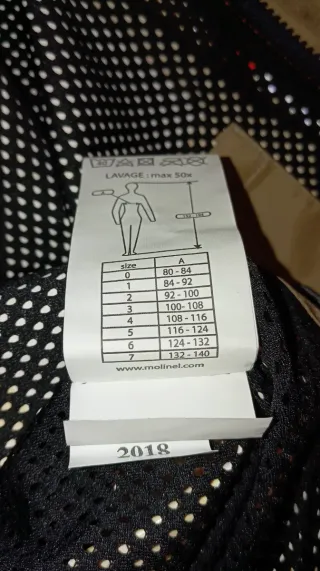 LAVAGE : max 50x
size A
0 80 - 84
1 84 - 92
2 92 - 100
3 100- 108
4 108 - 116
5 116 - 124
6 124 - 132
7 132 - 140
www.molinel.com
2018